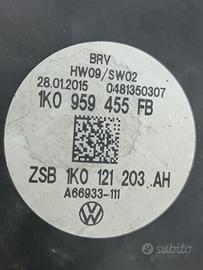 BRV
HW09/SW02
28.01.2015 0481350307
1K0 959 455 FB
ZSB 1K0 121 203 AH
A66933-111
subito